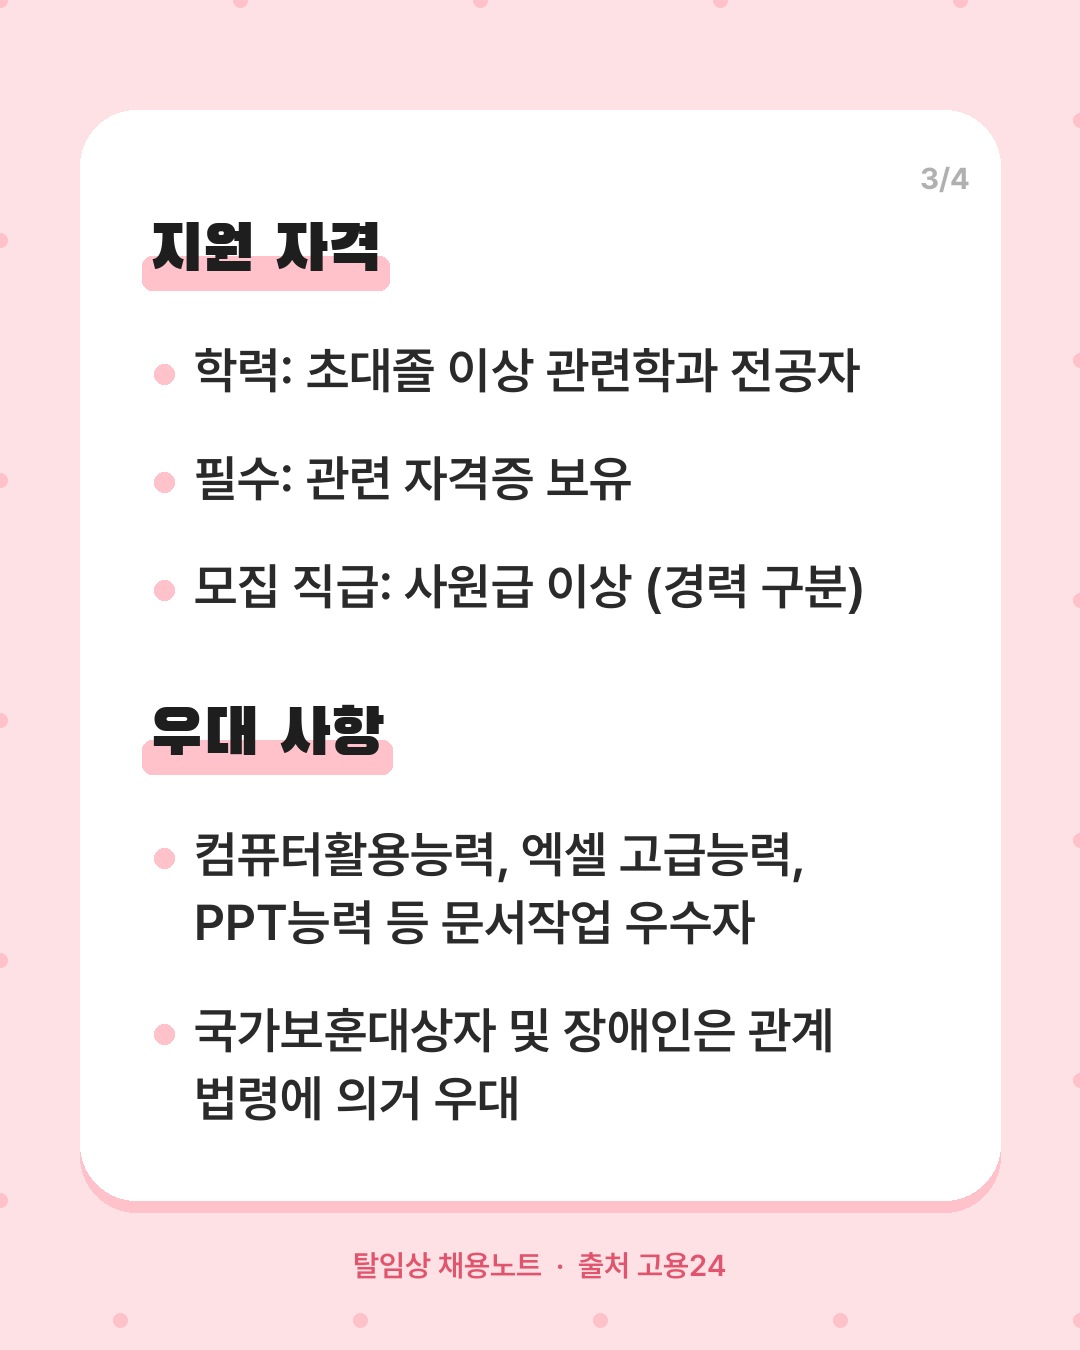 3/4
지원 자격
학력: 초대졸 이상 관련학과 전공자
필수: 관련 자격증 보유
모집 직급: 사원급 이상 (경력 구분)
우대 사항
컴퓨터활용능력, 엑셀 고급능력,
PPT능력 등 문서작업 우수자
국가보훈대상자 및 장애인은 관계
법령에 의거 우대
탈임상 채용노트 · 출처 고용24